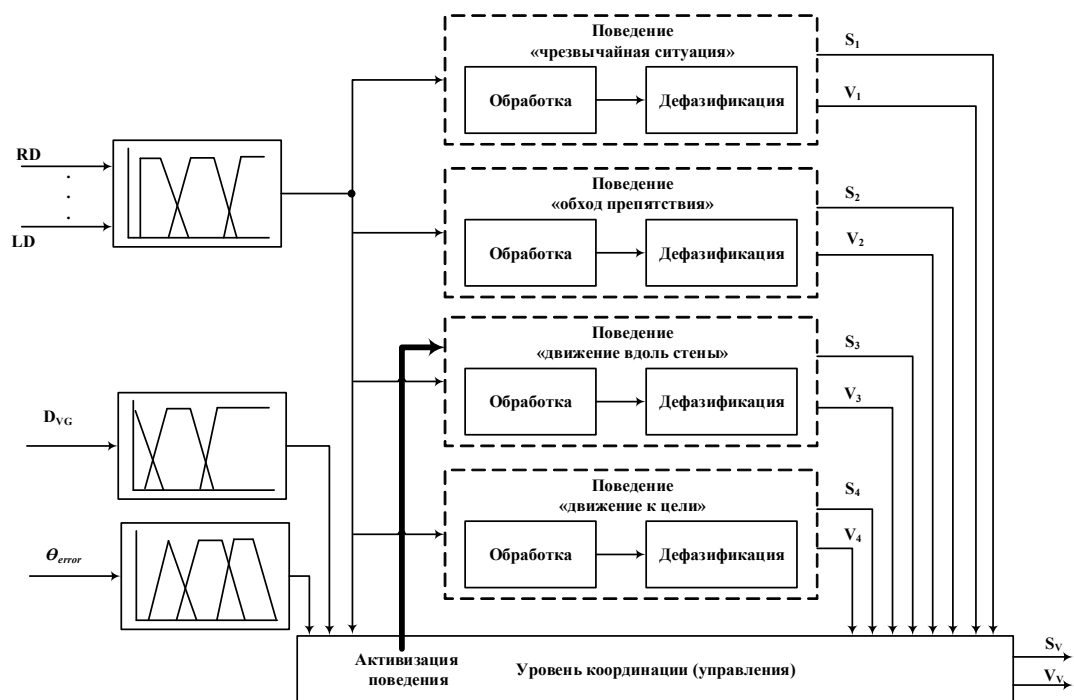 Поведение
«чрезвычайная ситуация»
Обработка
Дефазификация
S1
V1
RD
.
.
.
LD
Поведение
«обход препятствия»
Обработка
Дефазификация
S2
V2
Поведение
«движение вдоль стены»
Обработка
Дефазификация
S3
V3
DVG
Поведение
«движение к цели»
Обработка
Дефазификация
S4
V4
Θerror
Активизация
поведения
Уровень координации (управления)
SV
VV